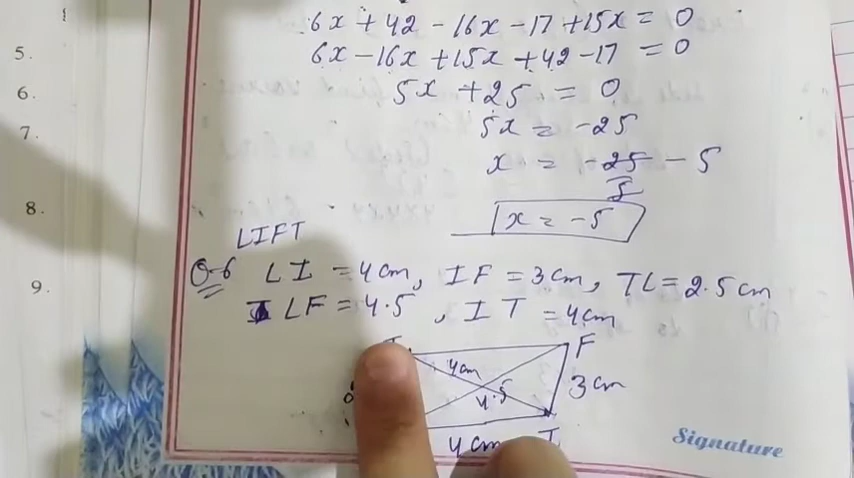 6x + 42 - 16x - 17 + 15x = 0
5.
6x - 16x + 15x + 42 - 17 = 0
6.
5x + 25 = 0
7.
5x = -25
x = -25/5 - 5
8.
x = -5
LIFT
Q-6 LI = 4cm, IF = 3cm, TL = 2.5cm
9.
LF = 4.5, IT = 4cm
F
4cm
3cm
4.5
4cm
I
Signature